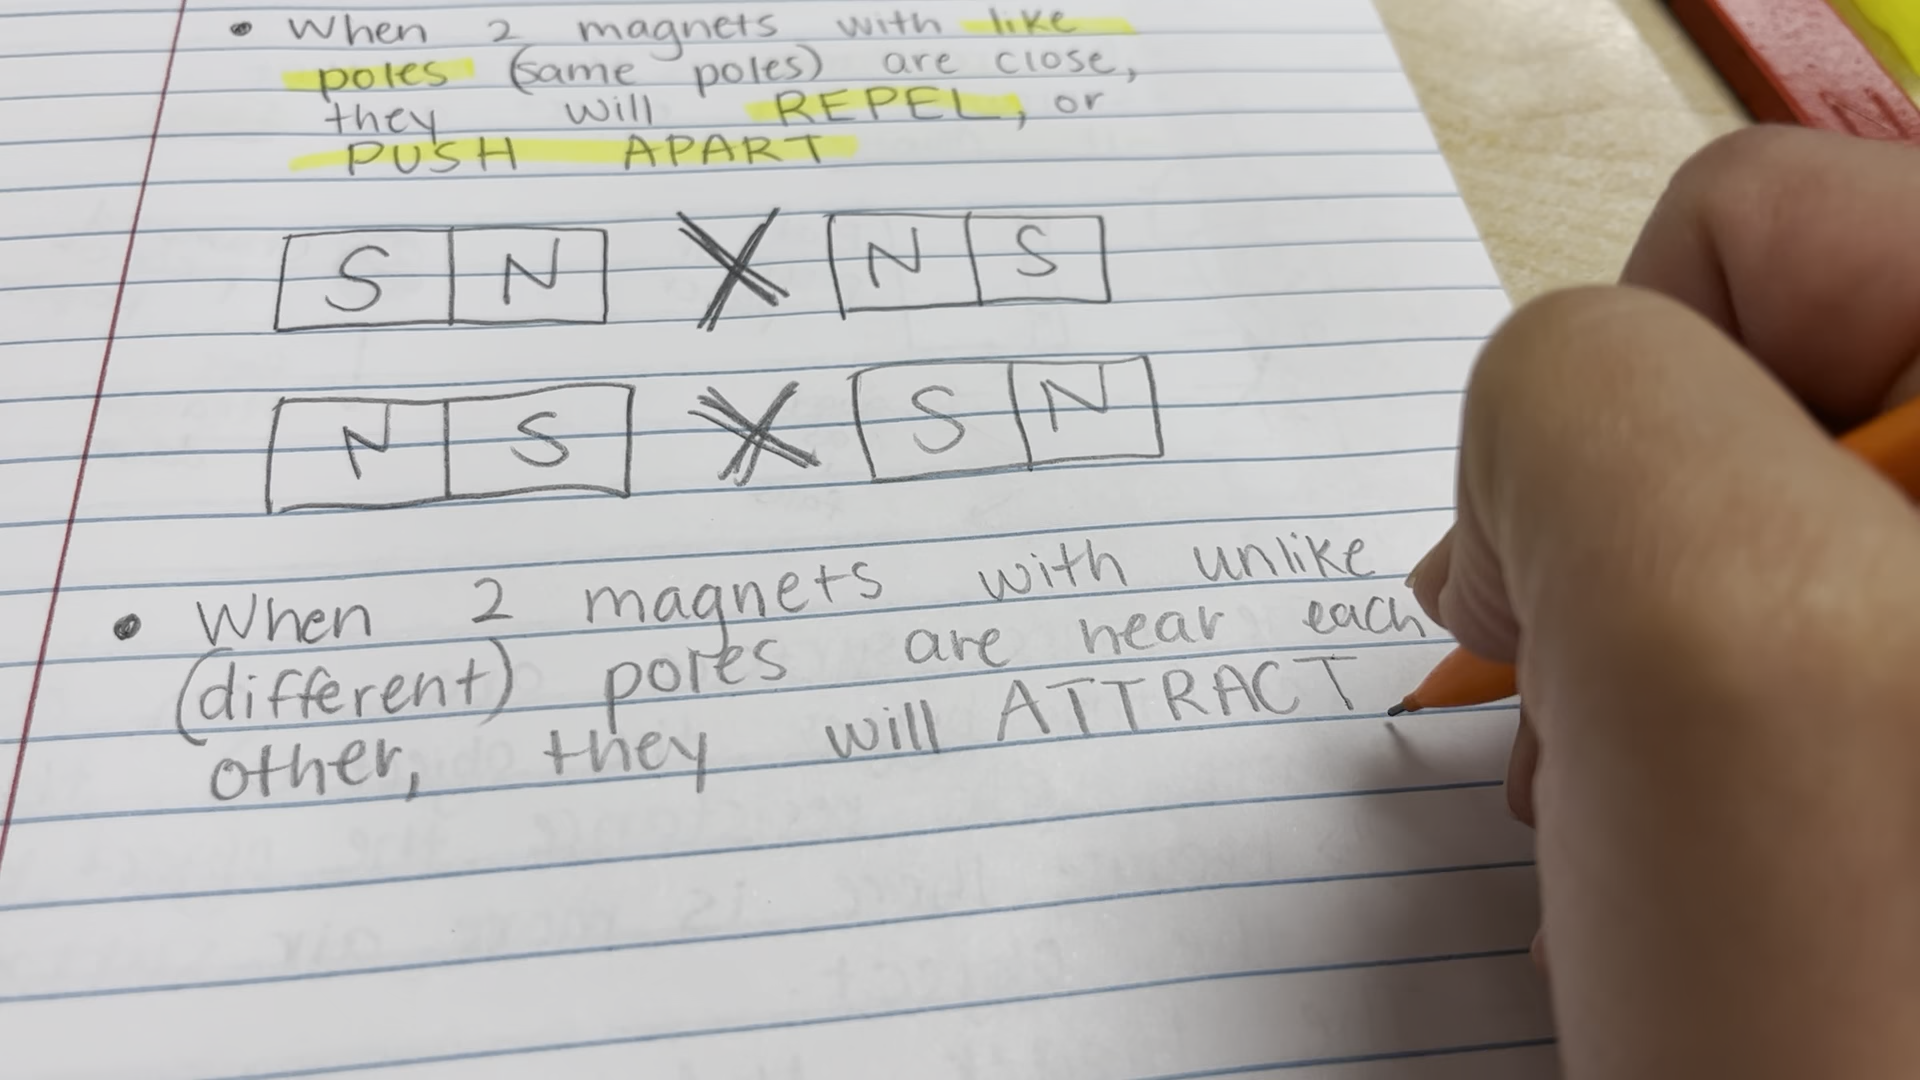 • When 2 magnets with like
poles (same poles) are close,
they will REPEL, or
PUSH APART
S N X N S
N S X S N
• When 2 magnets with unlike
(different) poles are near each
other, they will ATTRACT